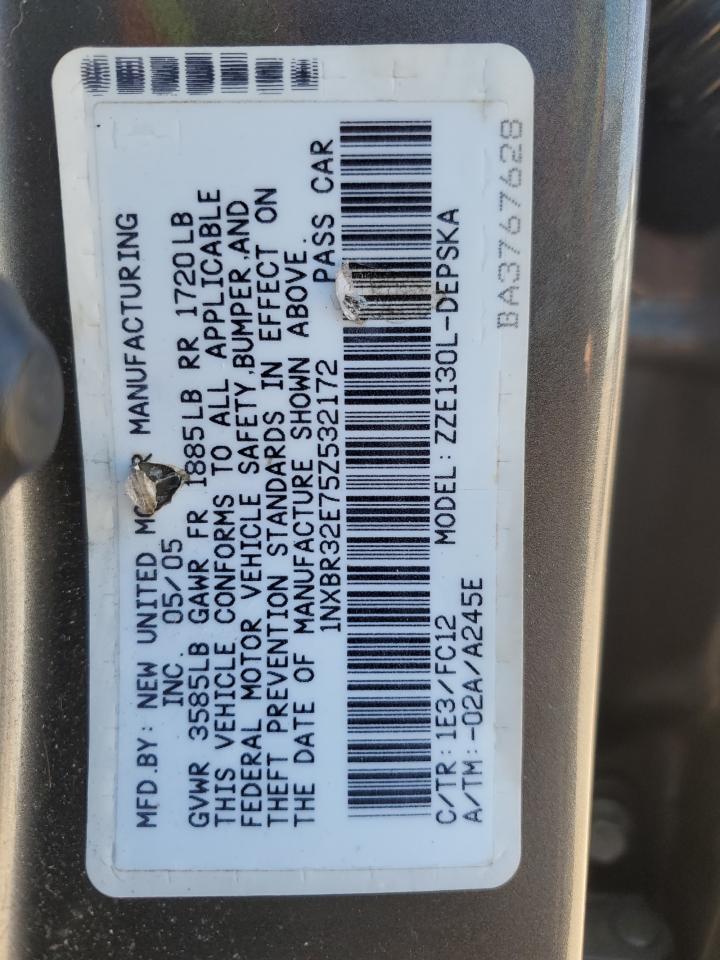 MFD.BY: NEW UNITED MOTOR MANUFACTURING
INC. 05/05
GVWR 3585LB GAWR FR 1885LB RR 1720LB
THIS VEHICLE CONFORMS TO ALL APPLICABLE
FEDERAL MOTOR VEHICLE SAFETY,BUMPER,AND
THEFT PREVENTION STANDARDS IN EFFECT ON
THE DATE OF MANUFACTURE SHOWN ABOVE.
1NXBR32E75Z532172 PASS CAR
C/TR:1E3/FC12 MODEL:ZZE130L-DEPSKA
A/TM:-02A/A245E
BA3767628